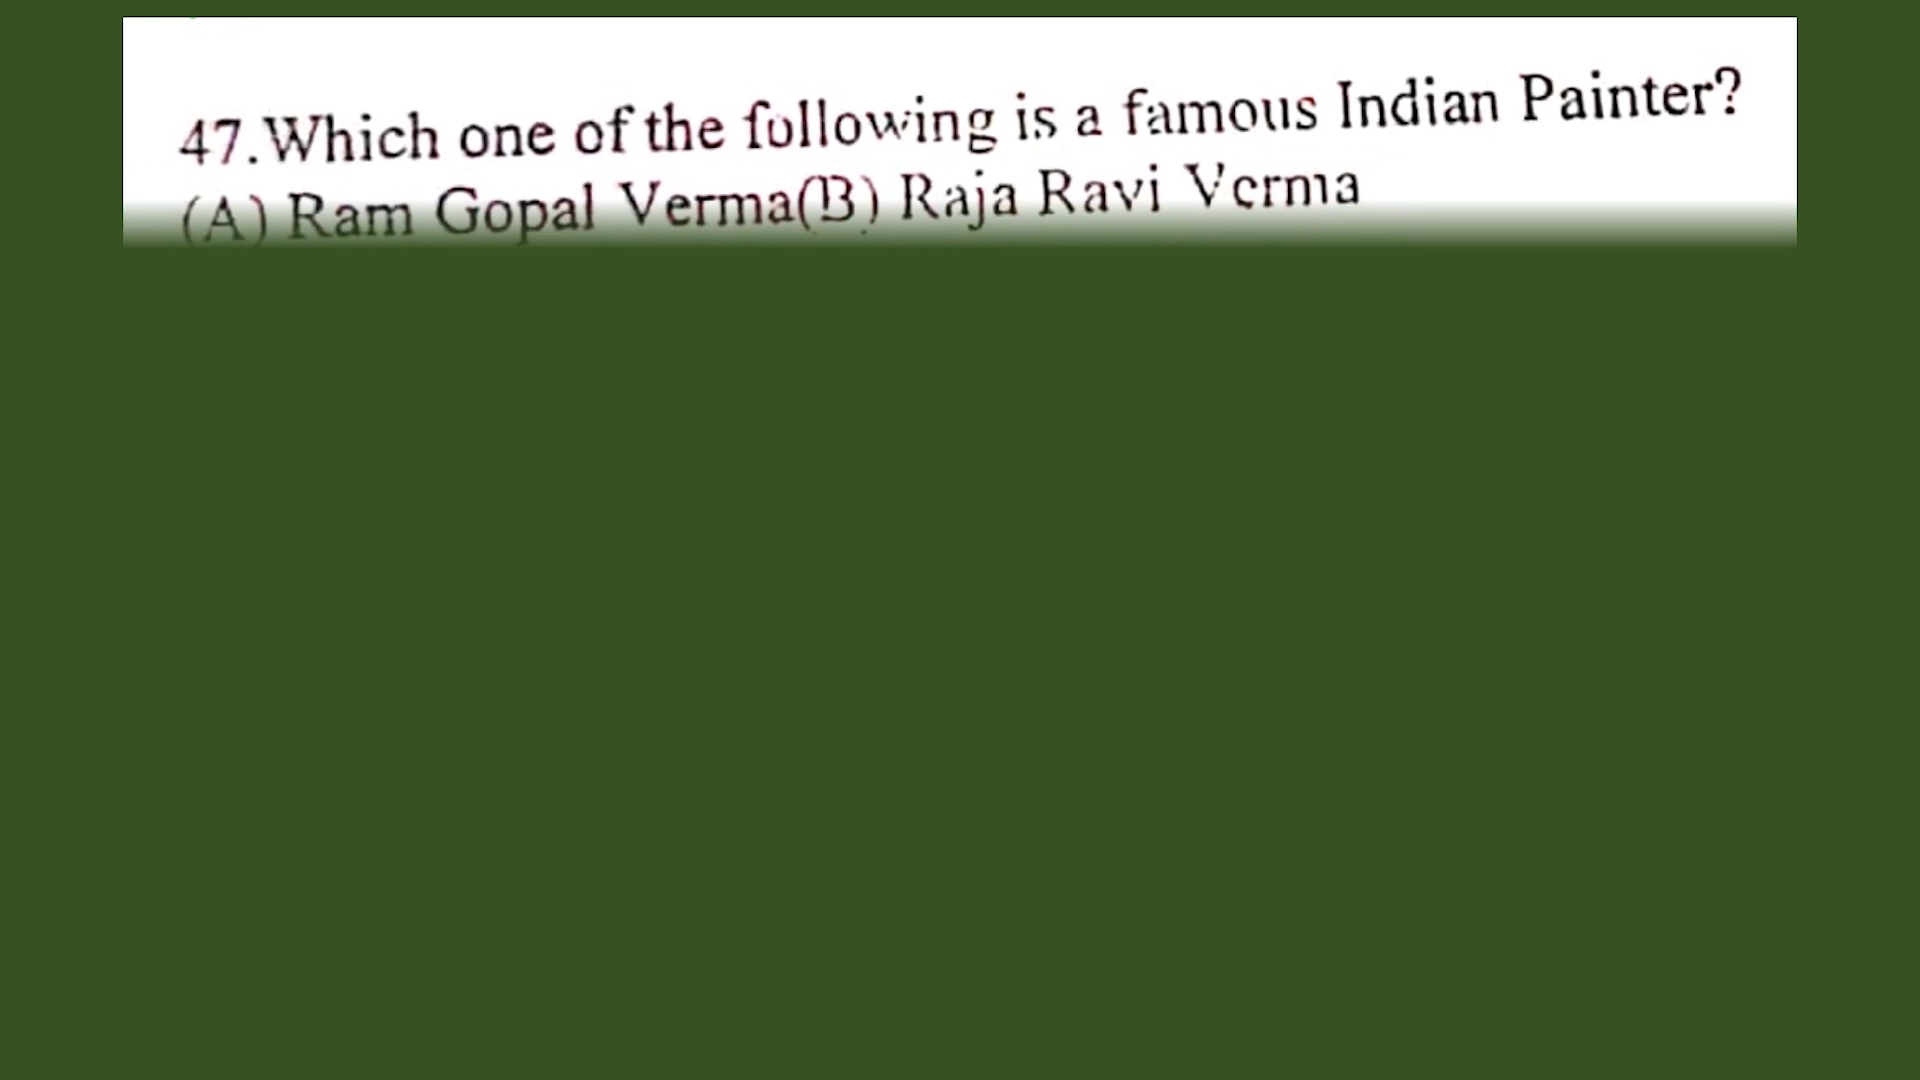 47.Which one of the following is a famous Indian Painter?
(A) Ram Gopal Verma(B) Raja Ravi Verma